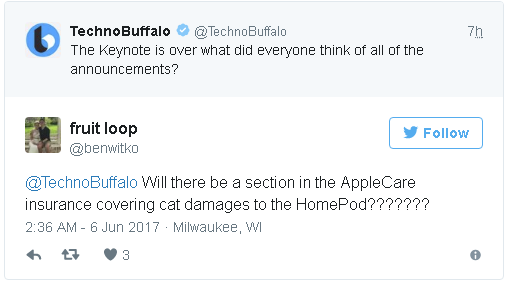 TechnoBuffalo @TechnoBuffalo 7h
The Keynote is over what did everyone think of all of the
announcements?
fruit loop
@benwitko
Follow
@TechnoBuffalo Will there be a section in the AppleCare
insurance covering cat damages to the HomePod???????
2:36 AM - 6 Jun 2017 · Milwaukee, WI
3